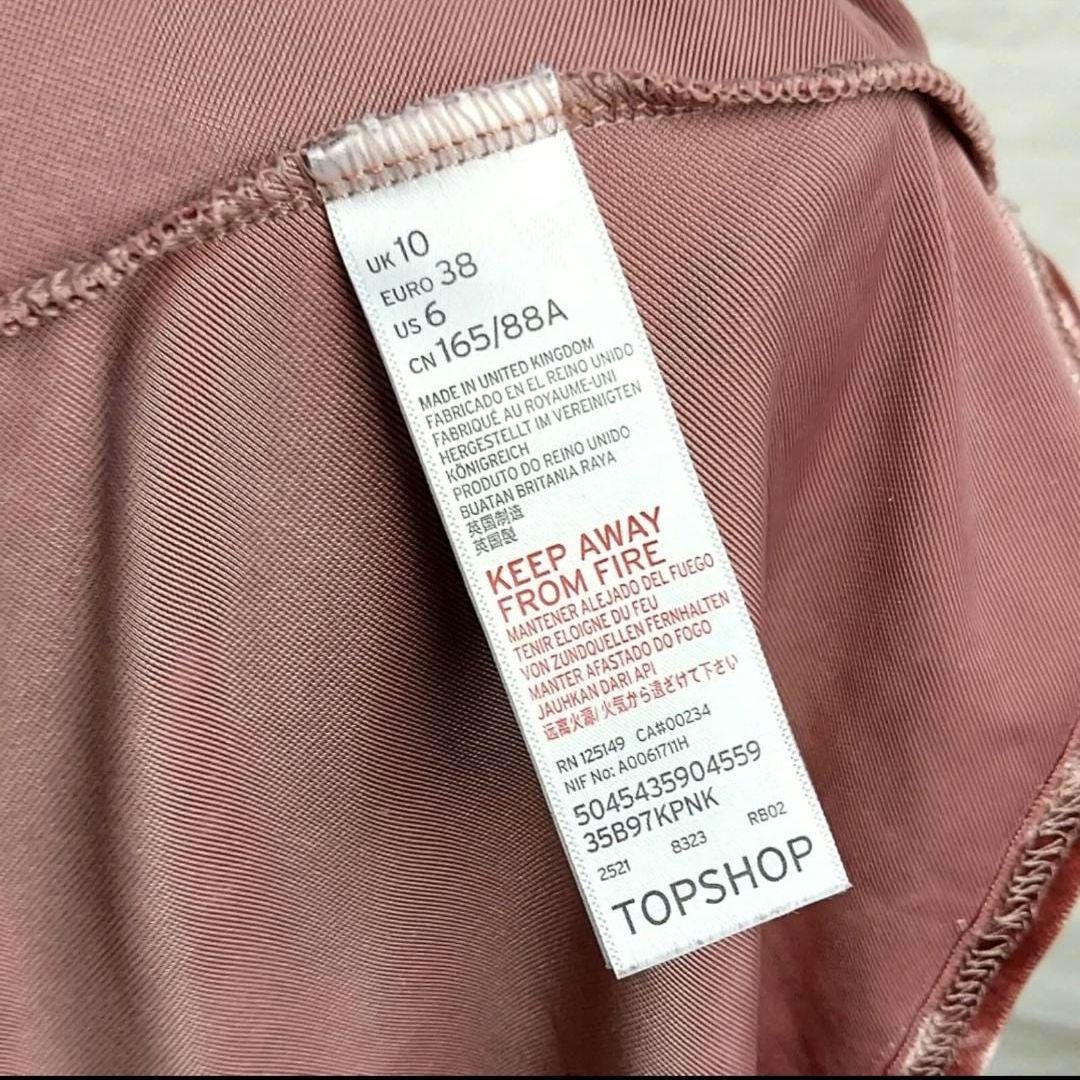 UK 10
EURO 38
US 6
CN 165/88A
MADE IN UNITED KINGDOM
FABRICADO EN EL REINO UNIDO
FABRIQUÉ AU ROYAUME-UNI
HERGESTELLT IM VEREINIGTEN
KÖNIGREICH
PRODUTO DO REINO UNIDO
BUATAN BRITANIA RAYA
英国制造
英国製
KEEP AWAY
FROM FIRE
MANTENER ALEJADO DEL FUEGO
TENIR ELOIGNE DU FEU
VON ZUNDQUELLEN FERNHALTEN
MANTER AFASTADO DO FOGO
JAUHKAN DARI API
远离火源/火気から遠ざけて下さい
RN 125149 CA#00234
NIF No: A0061711H
5045435904559
35B97KPNK
2521 8323 RB02
TOPSHOP